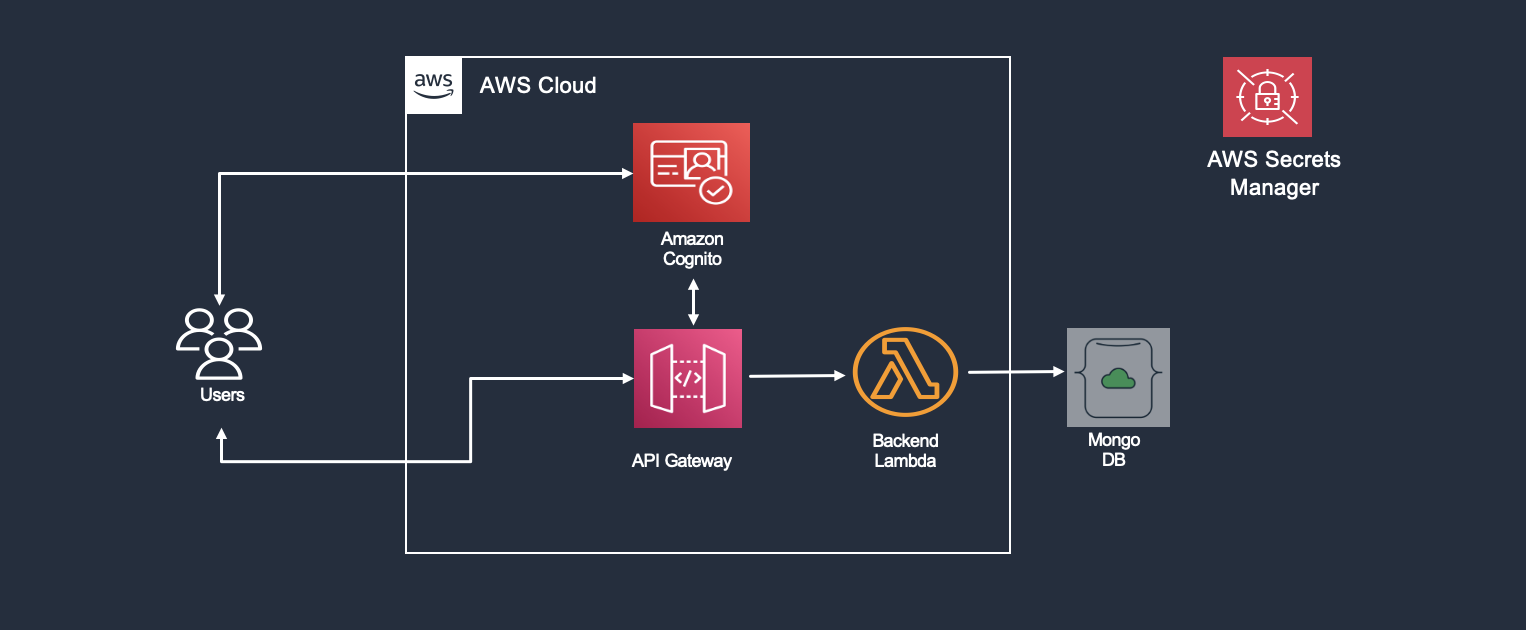 aws
AWS Cloud
AWS Secrets
Manager
Amazon
Cognito
Users
</>
API Gateway
Backend
Lambda
Mongo
DB